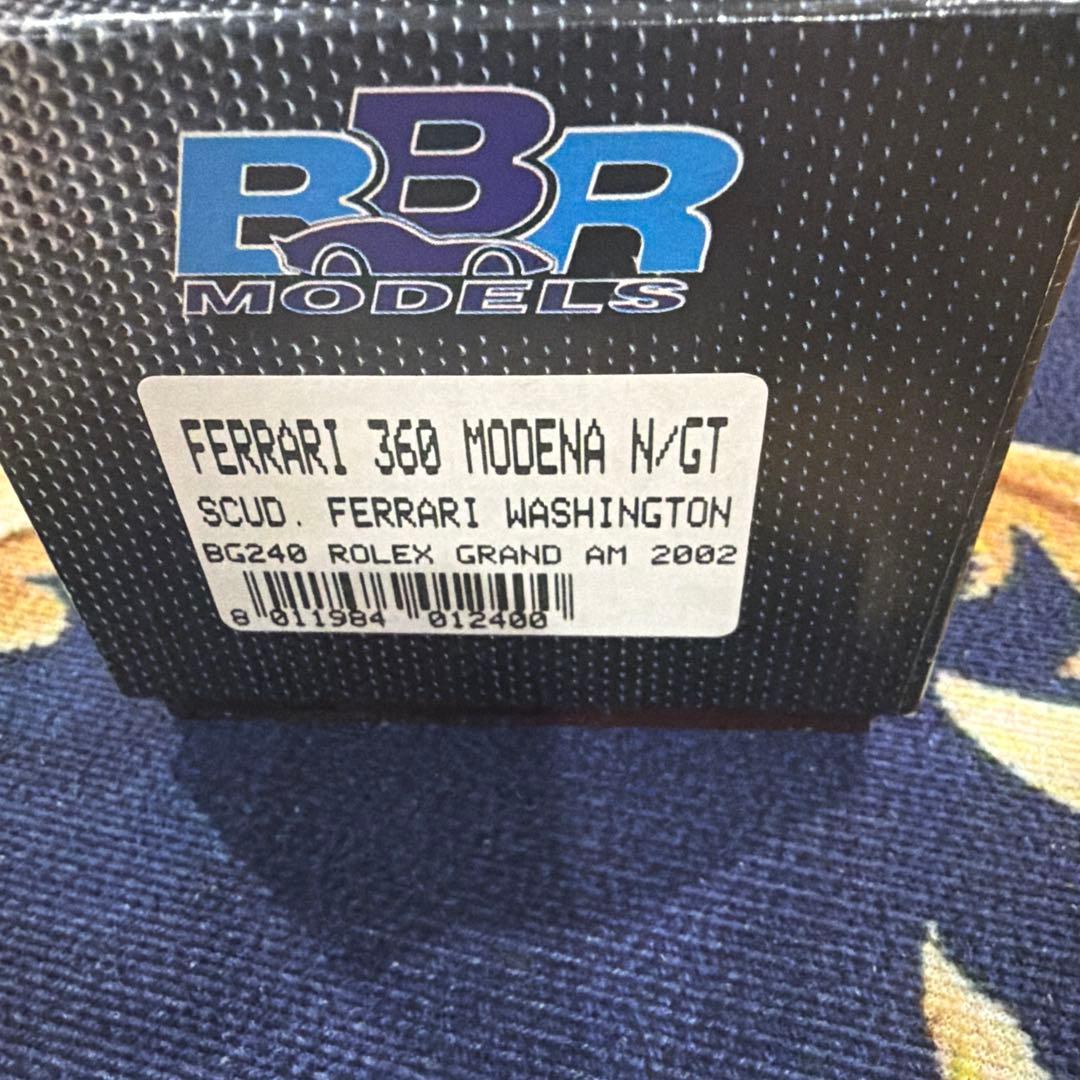 BBR
MODELS
FERRARI 360 MODENA N/GT
SCUD. FERRARI WASHINGTON
BG240 ROLEX GRAND AM 2002
8 011984 012400